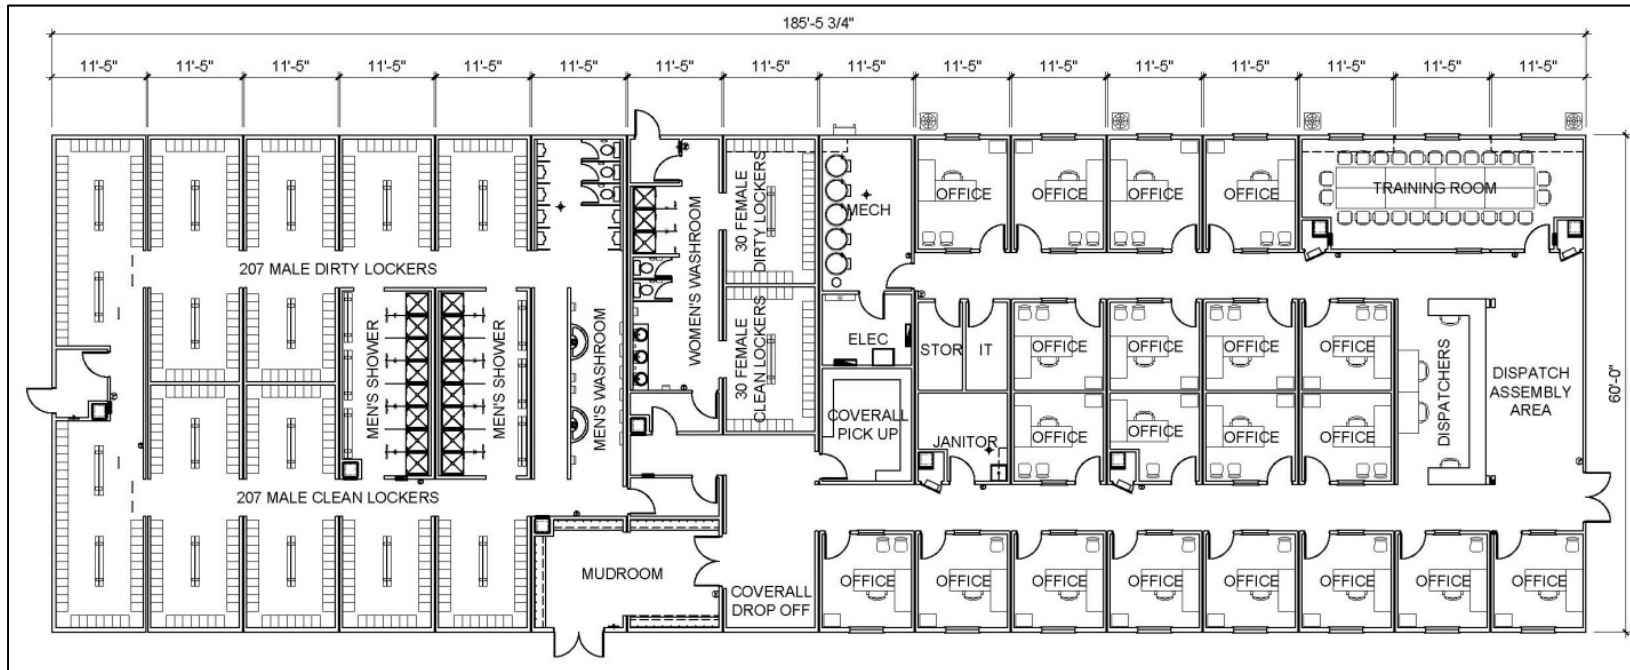 185'-5 3/4"
11'-5" 11'-5" 11'-5" 11'-5" 11'-5" 11'-5" 11'-5" 11'-5" 11'-5" 11'-5" 11'-5" 11'-5" 11'-5" 11'-5" 11'-5" 11'-5"
207 MALE DIRTY LOCKERS
MEN'S SHOWER
MEN'S SHOWER
MEN'S WASHROOM
207 MALE CLEAN LOCKERS
WOMEN'S WASHROOM
30 FEMALE
DIRTY LOCKERS
30 FEMALE
CLEAN LOCKERS
MECH
OFFICE OFFICE OFFICE OFFICE
TRAINING ROOM
ELEC
STOR IT
OFFICE OFFICE OFFICE OFFICE
COVERALL
PICK UP
JANITOR
OFFICE OFFICE OFFICE OFFICE
DISPATCHERS
DISPATCH
ASSEMBLY
AREA
60'-0"
MUDROOM
COVERALL
DROP OFF
OFFICE OFFICE OFFICE OFFICE OFFICE OFFICE OFFICE OFFICE